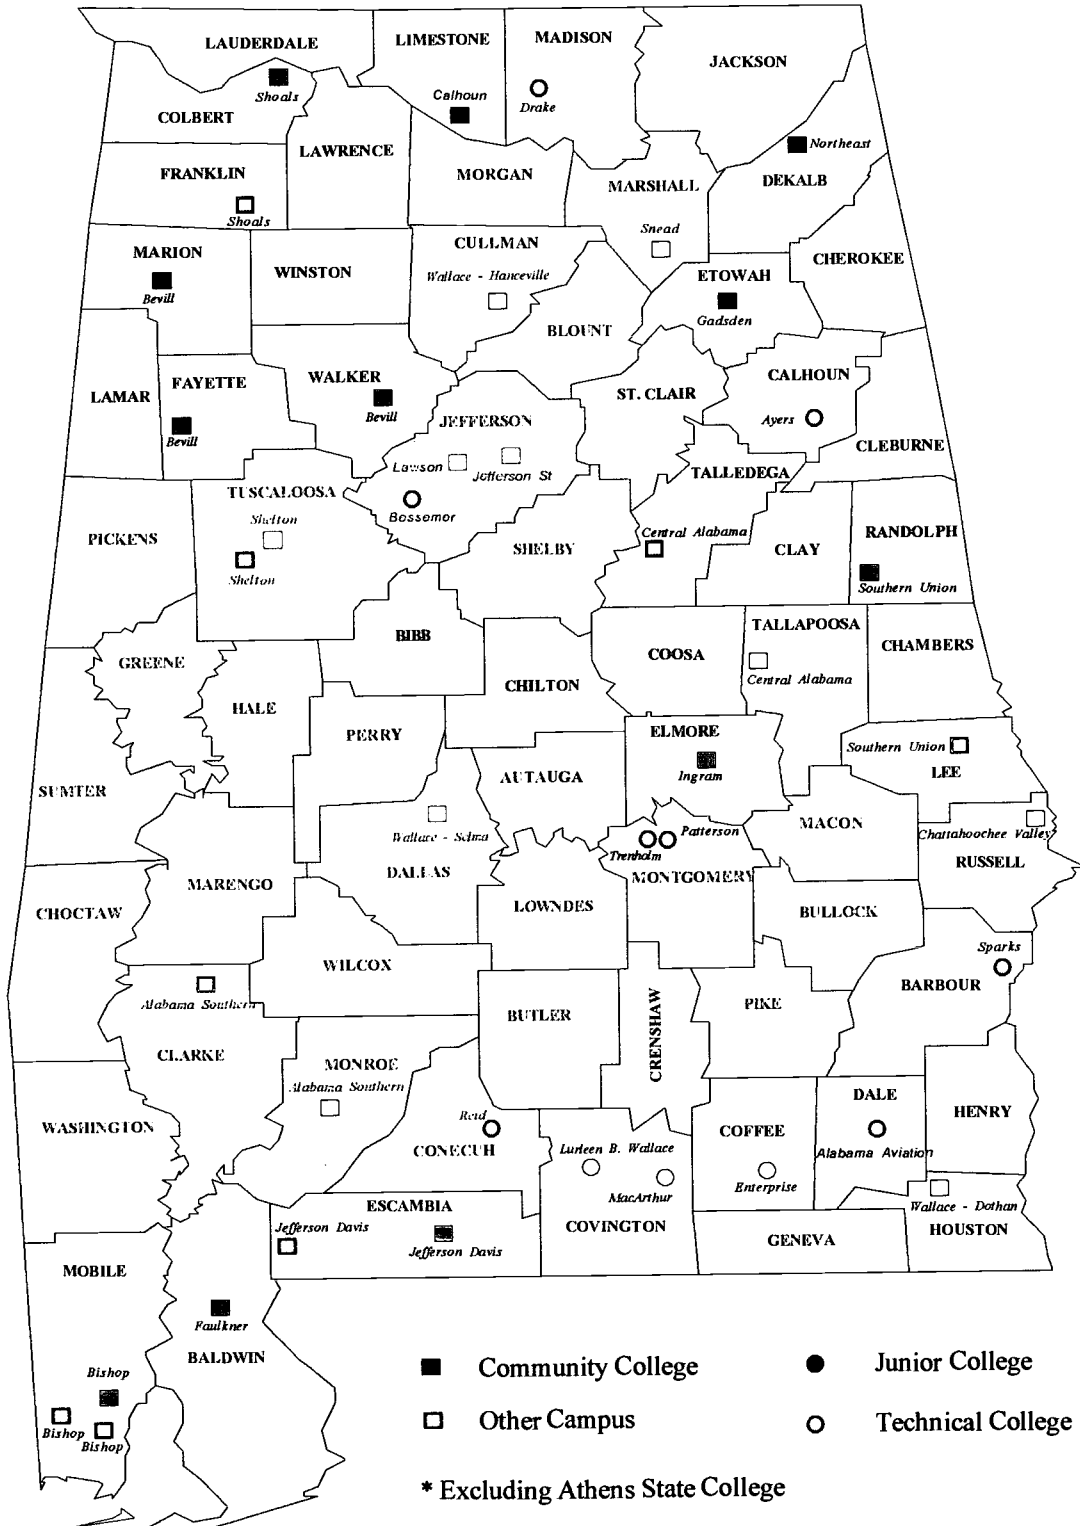 LAUDERDALE
LIMESTONE
MADISON
JACKSON
Shoals
Calhoun
Drake
COLBERT
LAWRENCE
Northeast
FRANKLIN
MORGAN
MARSHALL
DEKALB
Shoals
Snead
MARION
WINSTON
CULLMAN
Wallace - Hanceville
ETOWAH
CHEROKEE
Bevill
Gadsden
BLOUNT
LAMAR
FAYETTE
WALKER
ST. CLAIR
CALHOUN
Bevill
Bevill
JEFFERSON
Ayers
CLEBURNE
Lawson
Jefferson St
TALLEDEGA
TUSCALOOSA
Shelton
Bessemer
PICKENS
SHELBY
Central Alabama
CLAY
RANDOLPH
Shelton
Southern Union
GREENE
BIBB
COOSA
TALLAPOOSA
CHAMBERS
Central Alabama
HALE
CHILTON
PERRY
ELMORE
Southern Union
LEE
SUMTER
AUTAUGA
Ingram
Wallace - Selma
MACON
Chattahoochee Valley
Patterson
Trenholm
DALLAS
MONTGOMERY
RUSSELL
MARENGO
CHOCTAW
LOWNDES
BULLOCK
Sparks
WILCOX
BARBOUR
Alabama Southern
BUTLER
CRENSHAW
PIKE
CLARKE
MONROE
Alabama Southern
WASHINGTON
Reid
CONECUH
COFFEE
DALE
HENRY
Lurleen B. Wallace
Alabama Aviation
MacArthur
Enterprise
ESCAMBIA
Wallace - Dothan
Jefferson Davis
Jefferson Davis
COVINGTON
GENEVA
HOUSTON
MOBILE
Faulkner
BALDWIN
Bishop
Bishop
Bishop
Community College
Junior College
Other Campus
Technical College
* Excluding Athens State College